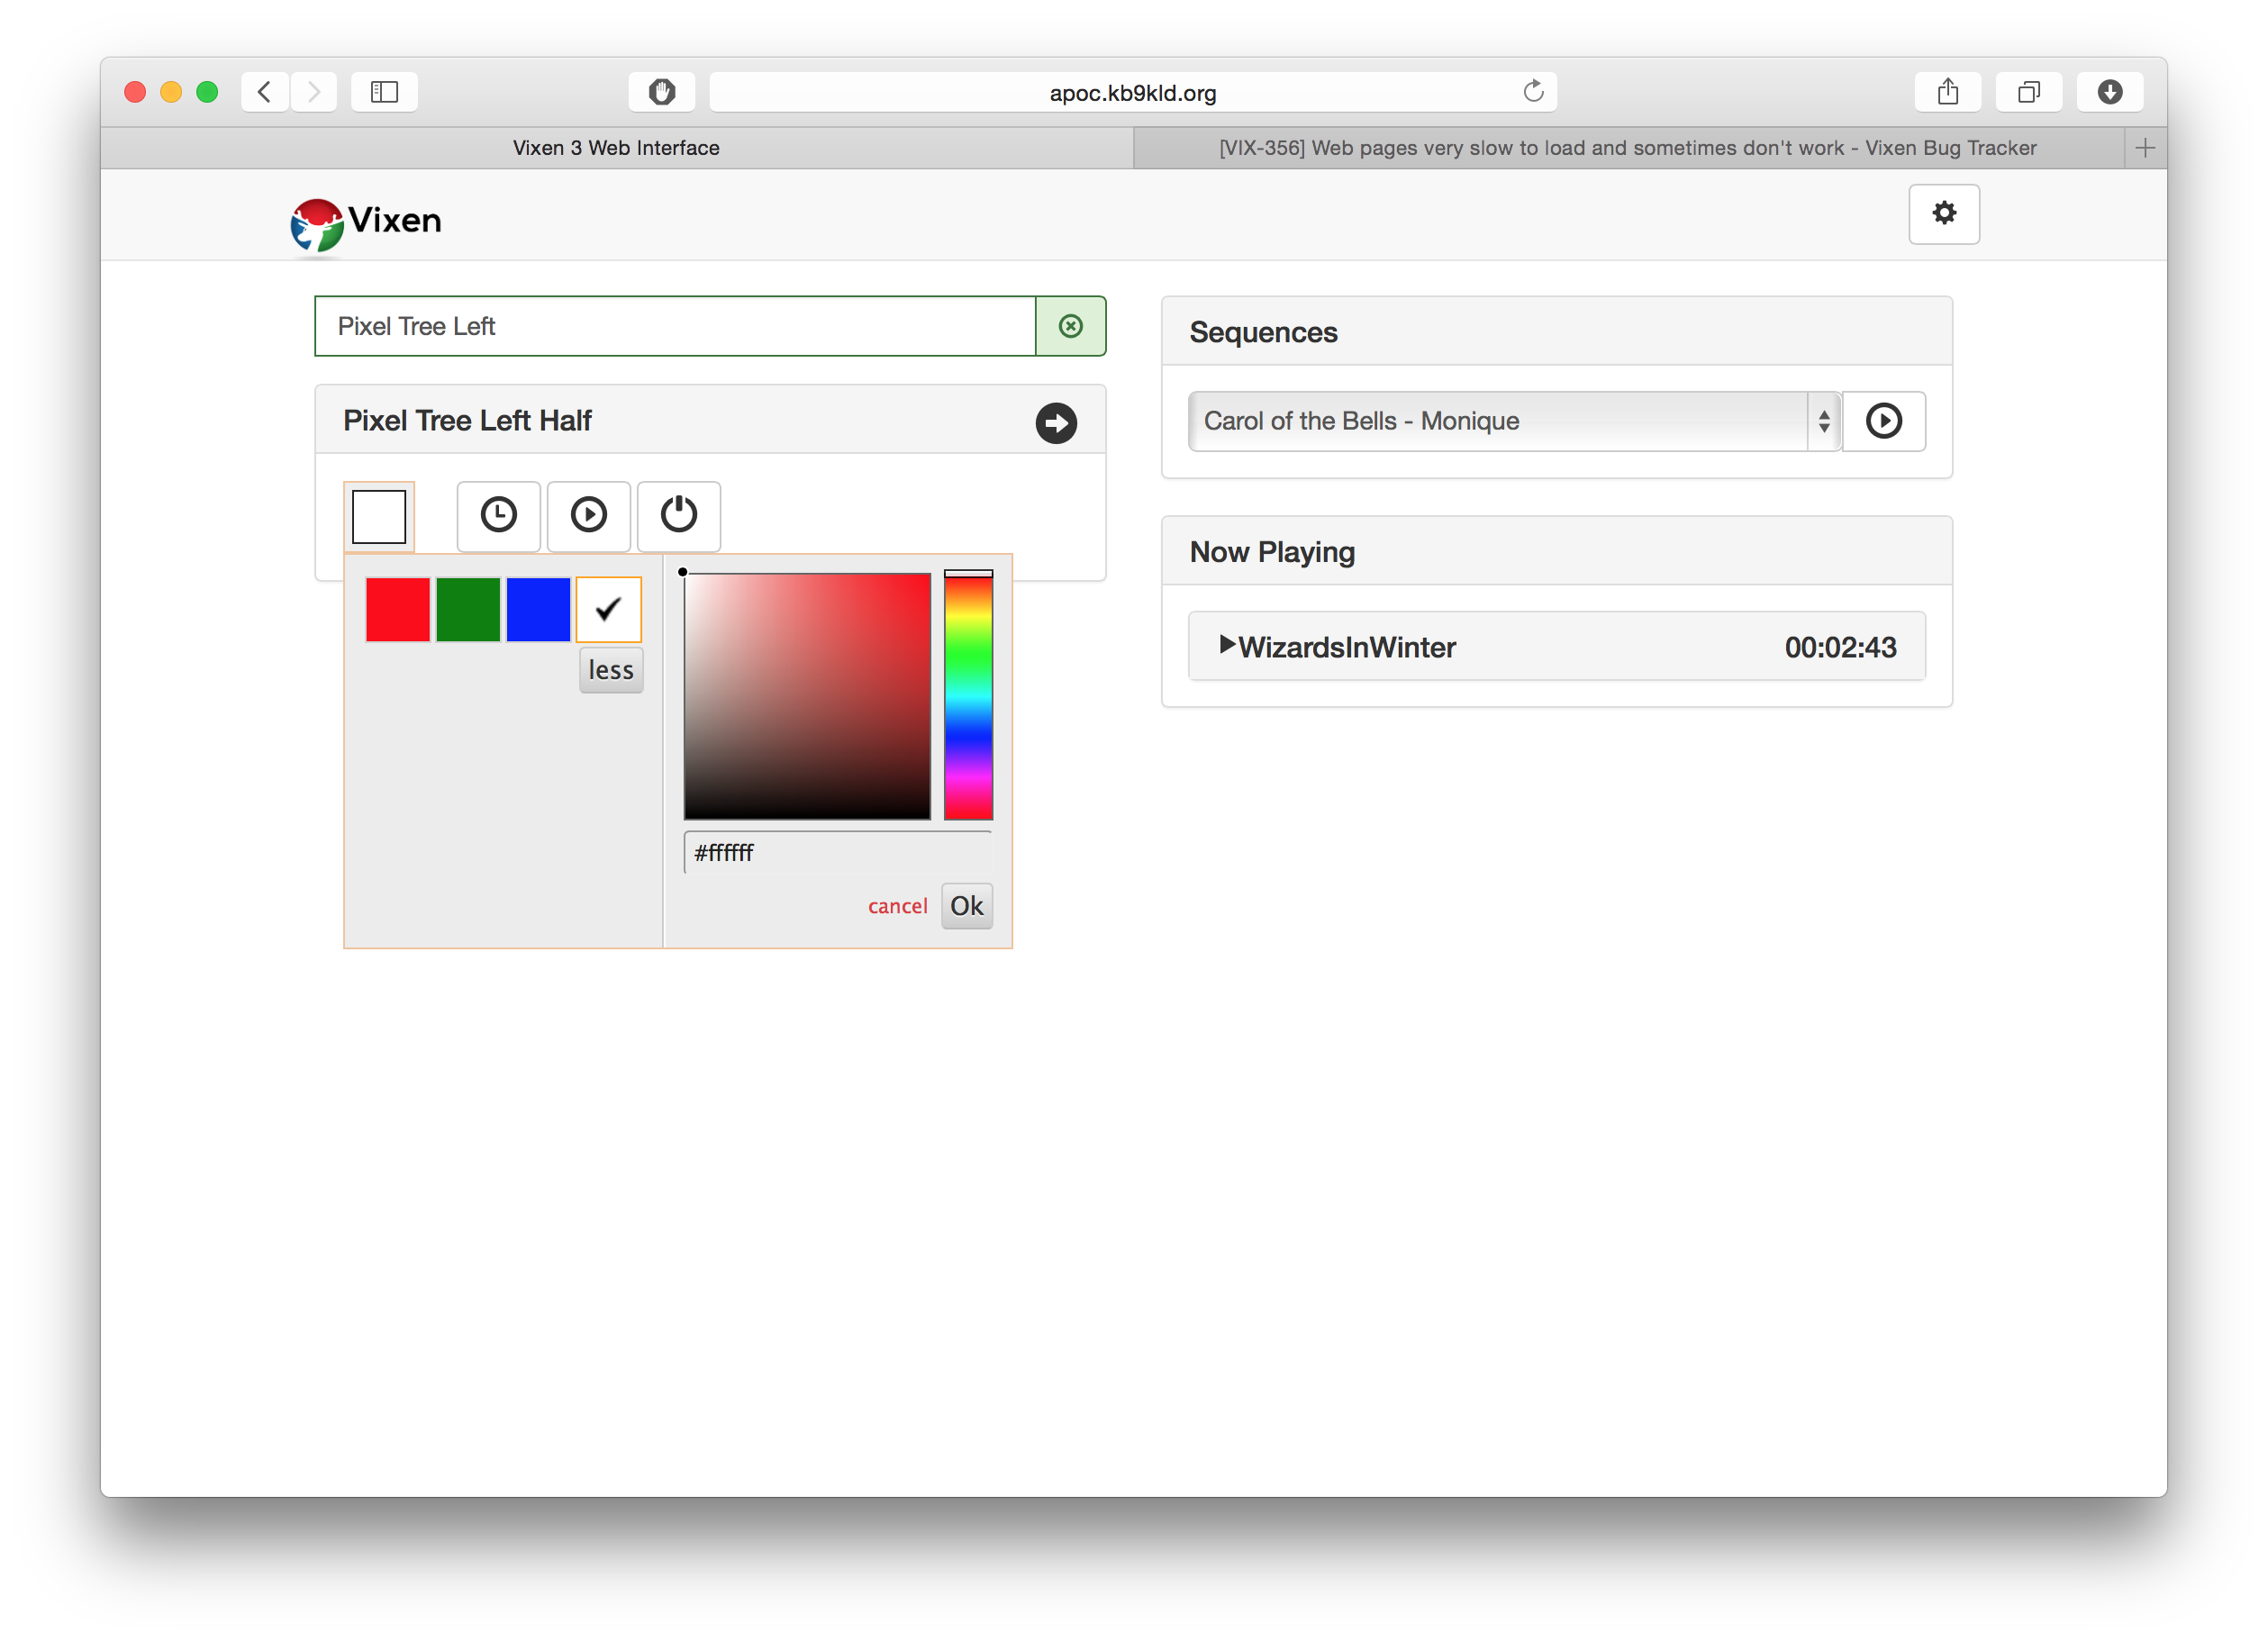 apoc.kb9kld.org
Vixen 3 Web Interface
[VIX-356] Web pages very slow to load and sometimes don't work - Vixen Bug Tracker
Vixen
Pixel Tree Left
Pixel Tree Left Half
less
#ffffff
cancel
Ok
Sequences
Carol of the Bells - Monique
Now Playing
WizardsInWinter
00:02:43